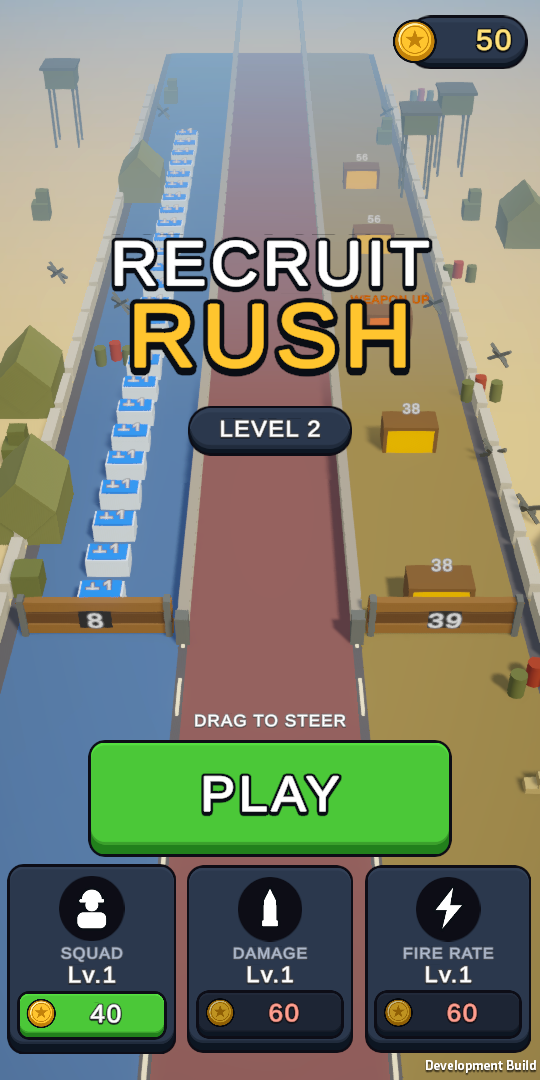 50
56
56
RECRUIT
WEAPON UP
RUSH
38
LEVEL 2
+1
+1
+1
+1
+1
+1
+1
+1
38
8
39
DRAG TO STEER
PLAY
SQUAD
DAMAGE
FIRE RATE
Lv.1
Lv.1
Lv.1
40
60
60
Development Build